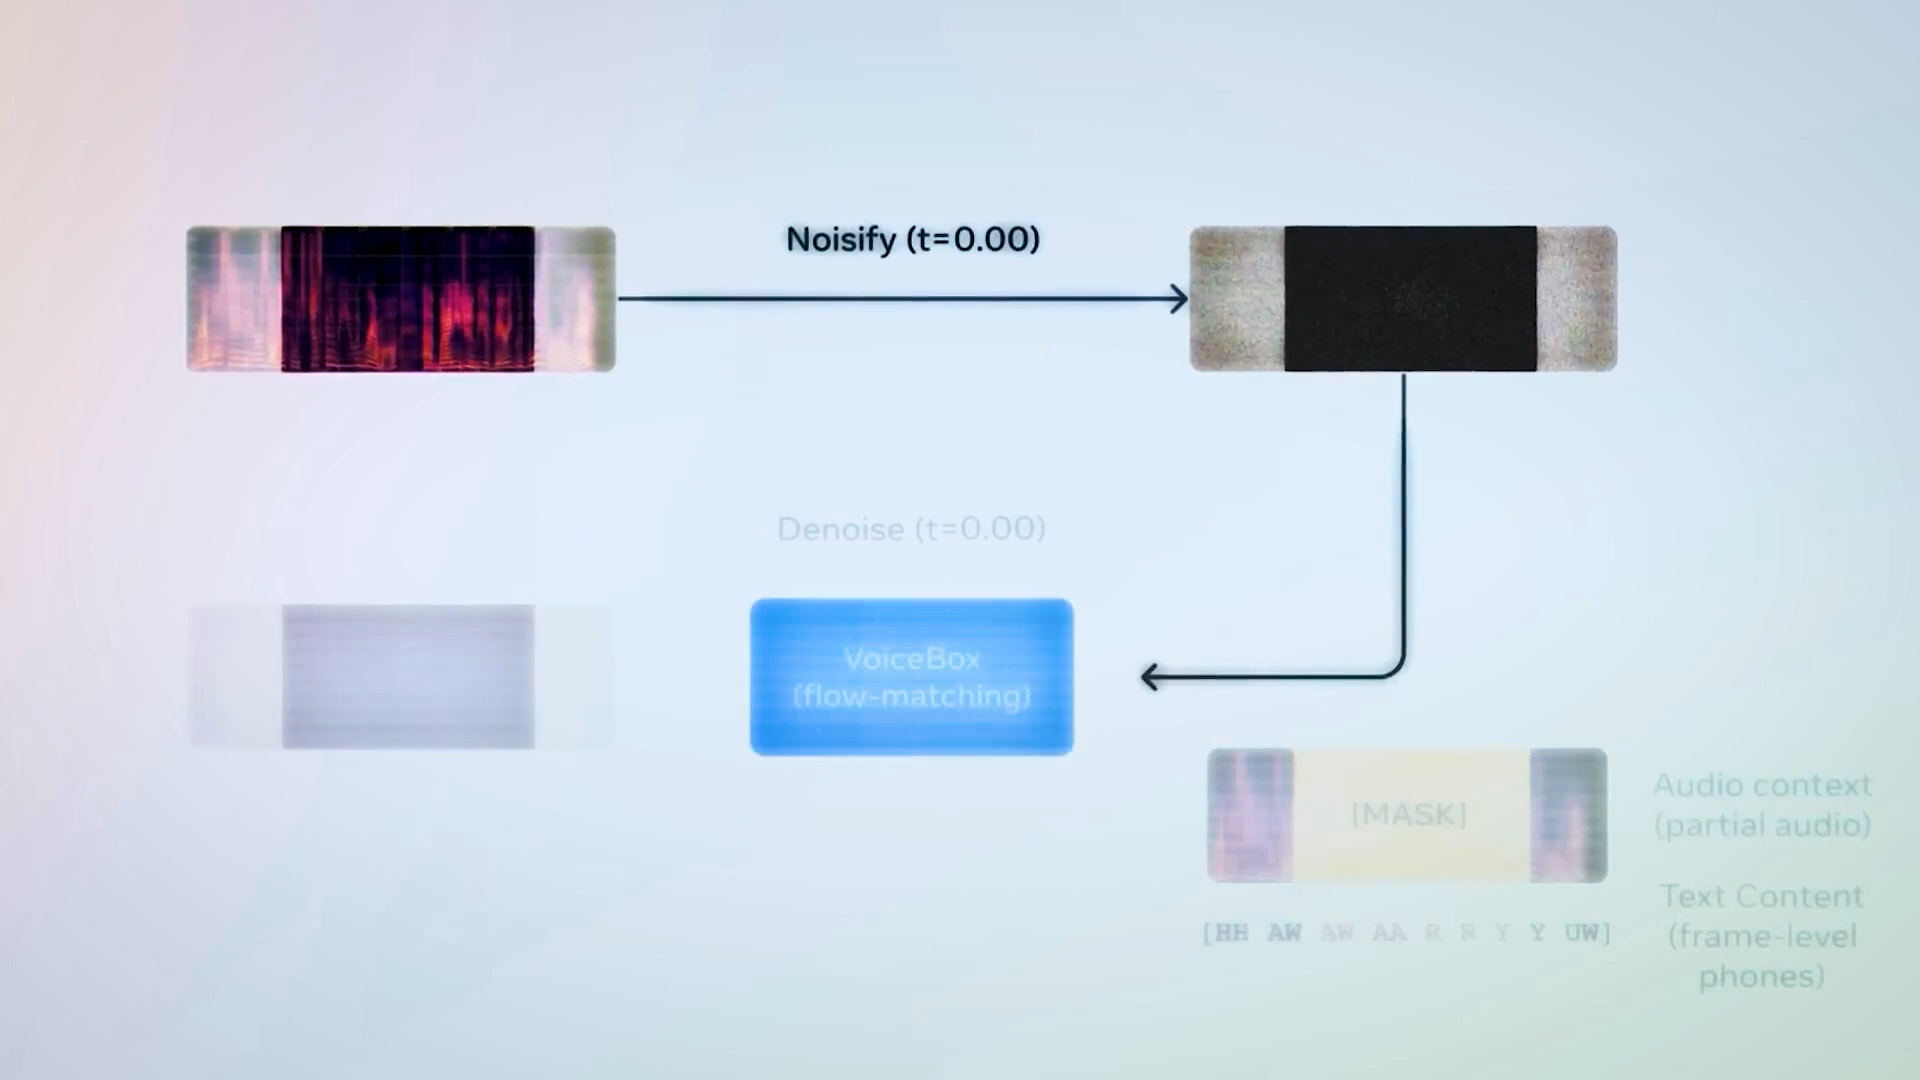 Noisify (t=0.00)
Denoise (t=0.00)
VoiceBox
(flow-matching)
[MASK]
Audio context
(partial audio)
[HH AW AW AA R R Y Y UW]
Text Content
(frame-level
phones)